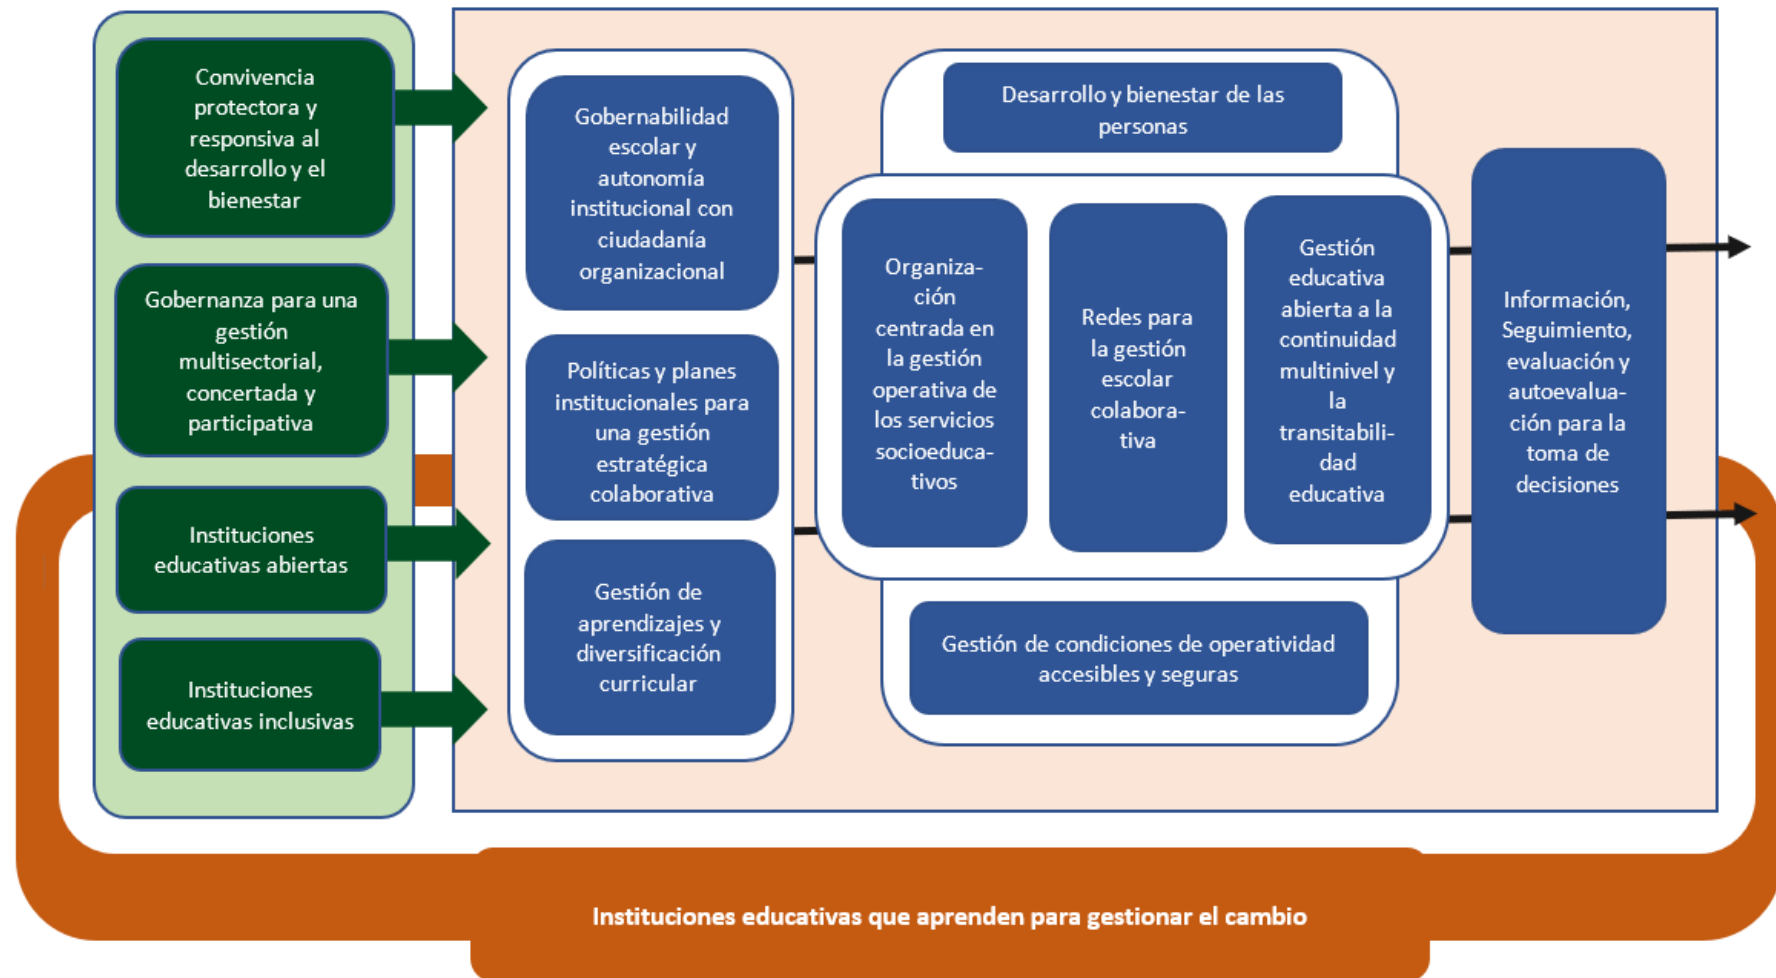 Convivencia
protectora y
responsiva al
desarrollo y el
bienestar
Gobernanza para una
gestión
multisectorial,
concertada y
participativa
Instituciones
educativas abiertas
Instituciones
educativas inclusivas
Gobernabilidad
escolar y
autonomía
institucional con
ciudadanía
organizacional
Políticas y planes
institucionales para
una gestión
estratégica
colaborativa
Gestión de
aprendizajes y
diversificación
curricular
Desarrollo y bienestar de las
personas
Organiza-
ción
centrada en
la gestión
operativa de
los servicios
socioeduca-
tivos
Redes para
la gestión
escolar
colabora-
tiva
Gestión
educativa
abierta a la
continuidad
multinivel y
la
transitabili-
dad
educativa
Gestión de condiciones de operatividad
accesibles y seguras
Información,
Seguimiento,
evaluación y
autoevalua-
ción para la
toma de
decisiones
Instituciones educativas que aprenden para gestionar el cambio